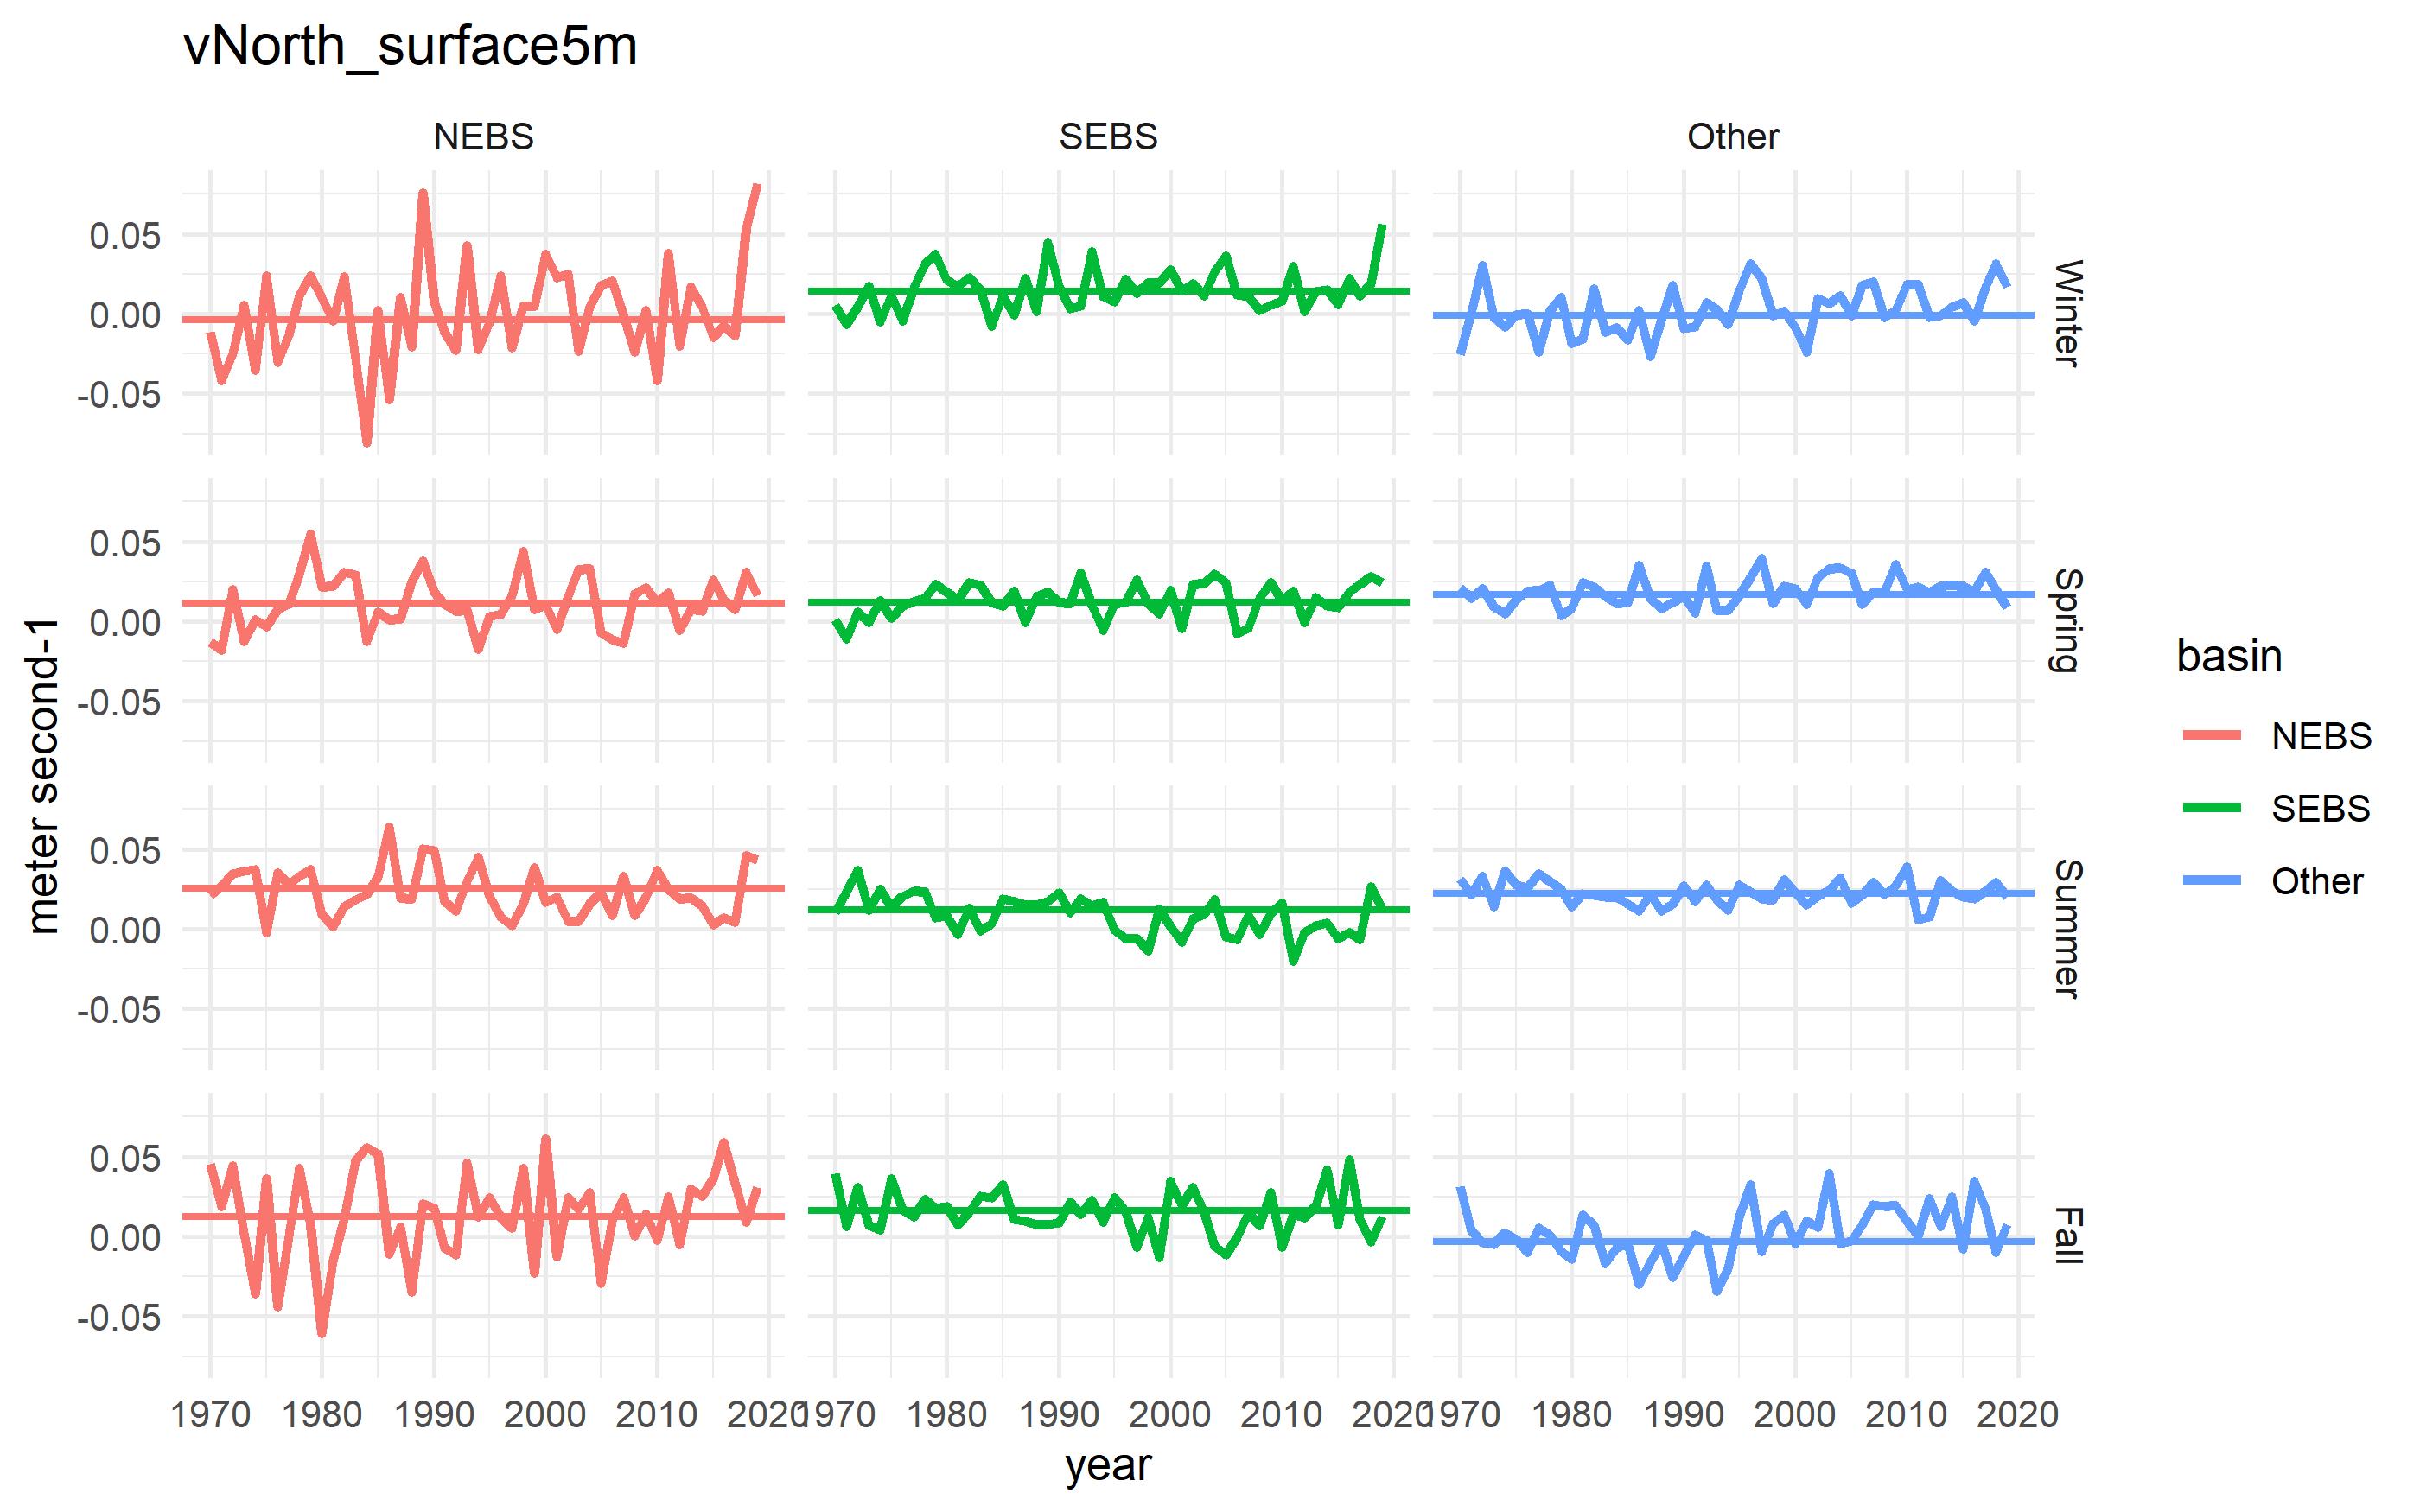 vNorth_surface5m
NEBS SEBS Other
0.05
0.00
-0.05
Winter
0.05
0.00
-0.05
Spring
0.05
0.00
-0.05
Summer
0.05
0.00
-0.05
Fall
meter second-1
1970 1980 1990 2000 2010 2020 1970 1980 1990 2000 2010 2020 1970 1980 1990 2000 2010 2020
year
basin
NEBS
SEBS
Other